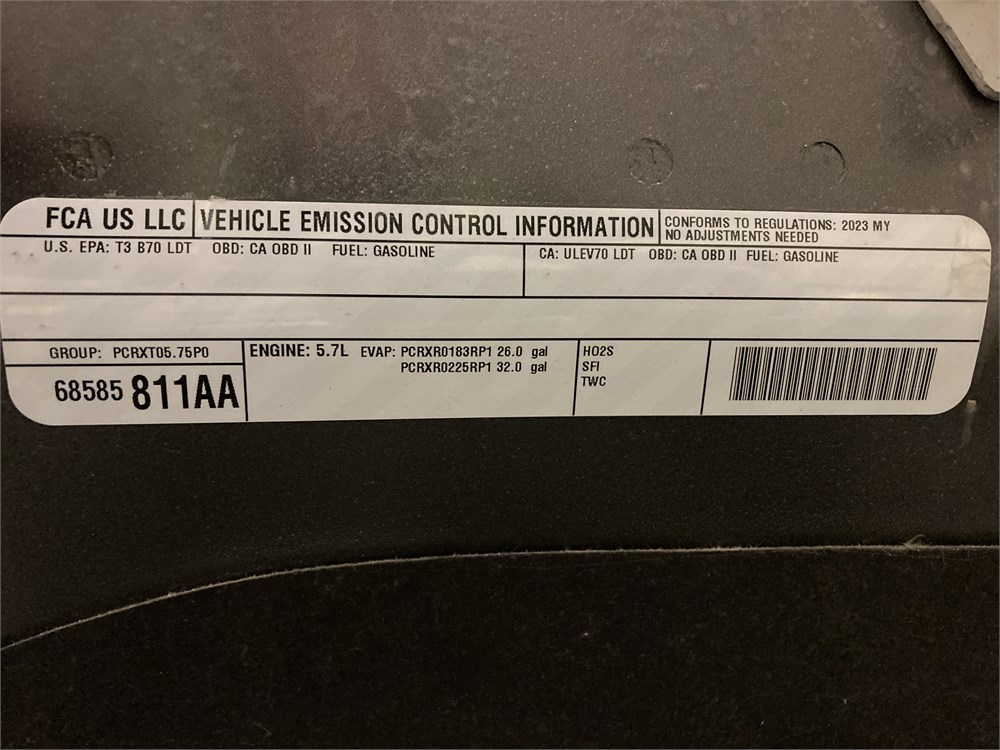 FCA US LLC VEHICLE EMISSION CONTROL INFORMATION CONFORMS TO REGULATIONS: 2023 MY
NO ADJUSTMENTS NEEDED
U.S. EPA: T3 B70 LDT OBD: CA OBD II FUEL: GASOLINE CA: ULEV70 LDT OBD: CA OBD II FUEL: GASOLINE
GROUP: PCRXT05.75P0 ENGINE: 5.7L EVAP: PCRXR0183RP1 26.0 gal HO2S
PCRXR0225RP1 32.0 gal SFI
68585 811AA TWC